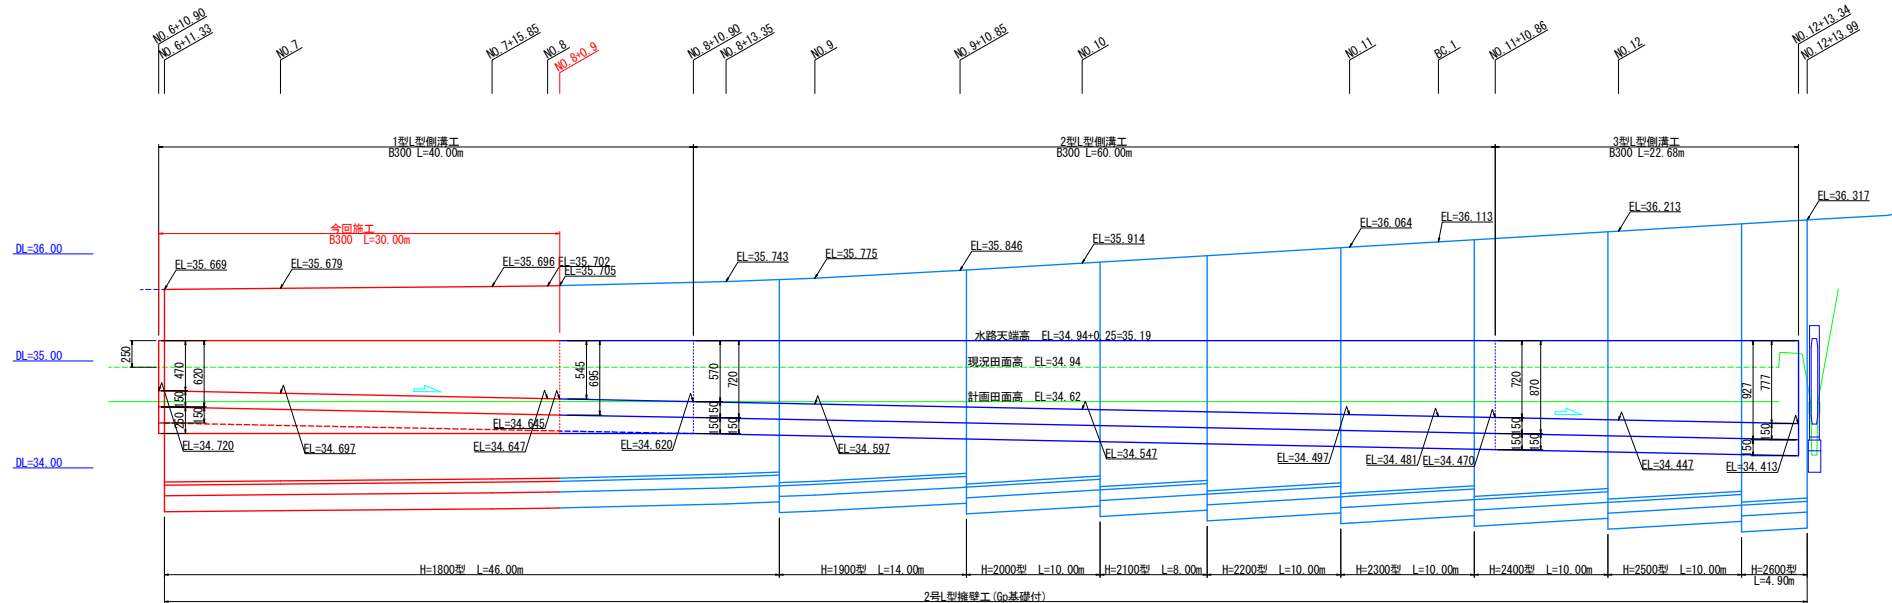 NO.6+10.90
NO.6+11.33
NO.7
NO.7+15.85
NO.8
NO.8+0.9
NO.8+10.90
NO.8+13.35
NO.9
NO.9+10.85
NO.10
NO.11
BC.1
NO.11+10.86
NO.12
NO.12+13.34
NO.12+13.99
1型L型側溝工
B300 L=40.00m
2型L型側溝工
B300 L=60.00m
3型L型側溝工
B300 L=22.68m
今回施工
B300 L=30.00m
DL=36.00
DL=35.00
DL=34.00
EL=35.669
EL=35.679
EL=35.696
EL=35.702
EL=35.705
EL=35.743
EL=35.775
EL=35.846
EL=35.914
EL=36.064
EL=36.113
EL=36.213
EL=36.317
水路天端高 EL=34.94+0.25=35.19
現況田面高 EL=34.94
計画田面高 EL=34.62
250
470
150
250
620
150
545
695
570
150
150
720
150
720
150
150
870
150
927
150
777
150
EL=34.720
EL=34.697
EL=34.645
EL=34.647
EL=34.620
EL=34.597
EL=34.547
EL=34.497
EL=34.481
EL=34.470
EL=34.447
EL=34.413
H=1800型 L=46.00m
H=1900型 L=14.00m
H=2000型 L=10.00m
H=2100型 L=8.00m
H=2200型 L=10.00m
H=2300型 L=10.00m
H=2400型 L=10.00m
H=2500型 L=10.00m
H=2600型
L=4.90m
2号L型擁壁工(Gp基礎付)